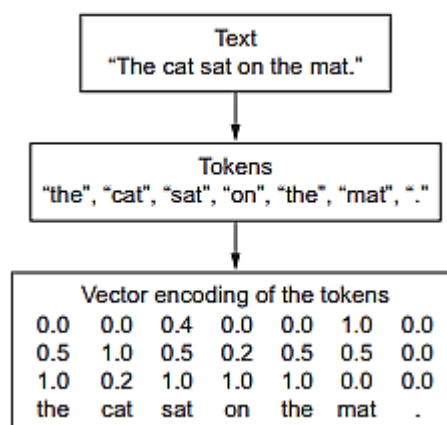 Text
“The cat sat on the mat.”
Tokens
“the”, “cat”, “sat”, “on”, “the”, “mat”, “.”
Vector encoding of the tokens
0.0 0.0 0.4 0.0 0.0 1.0 0.0
0.5 1.0 0.5 0.2 0.5 0.5 0.0
1.0 0.2 1.0 1.0 1.0 0.0 0.0
the cat sat on the mat .